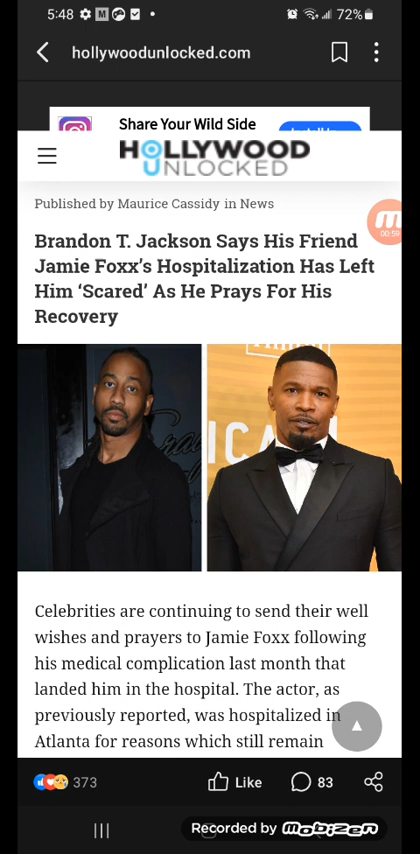 5:48 M 72%
hollywoodunlocked.com
Share Your Wild Side
HOLLYWOOD
UNLOCKED
Published by Maurice Cassidy in News
00:59
Brandon T. Jackson Says His Friend
Jamie Foxx's Hospitalization Has Left
Him ‘Scared’ As He Prays For His
Recovery
ICA
Celebrities are continuing to send their well
wishes and prayers to Jamie Foxx following
his medical complication last month that
landed him in the hospital. The actor, as
previously reported, was hospitalized in
Atlanta for reasons which still remain
373 Like 83
Recorded by mobizen